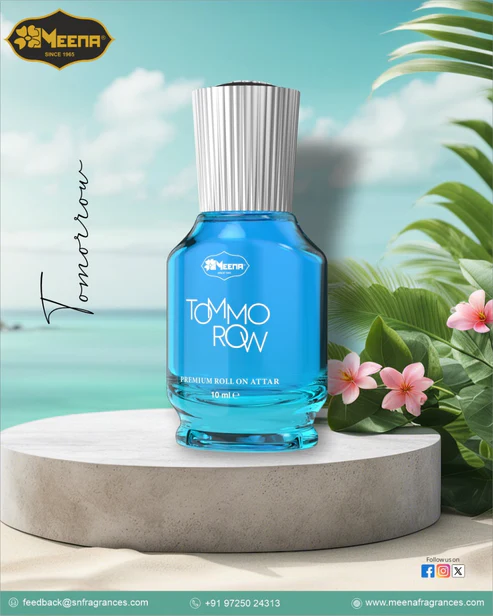 MEENA®
SINCE 1985
Tomorrow
MEENA
TOMMO
ROW
PREMIUM ROLL ON ATTAR
10 ml ℮
Follow us on
feedback@snfragrances.com
+91 97250 24313
www.meenafragrances.com